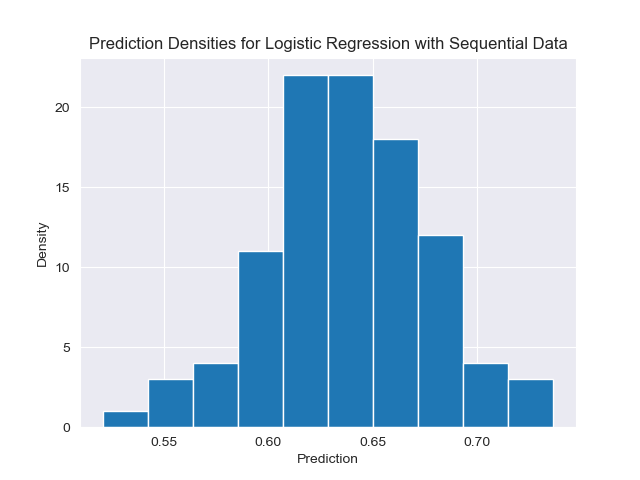 Prediction Densities for Logistic Regression with Sequential Data
20
15
10
5
0
Density
0.55 0.60 0.65 0.70
Prediction